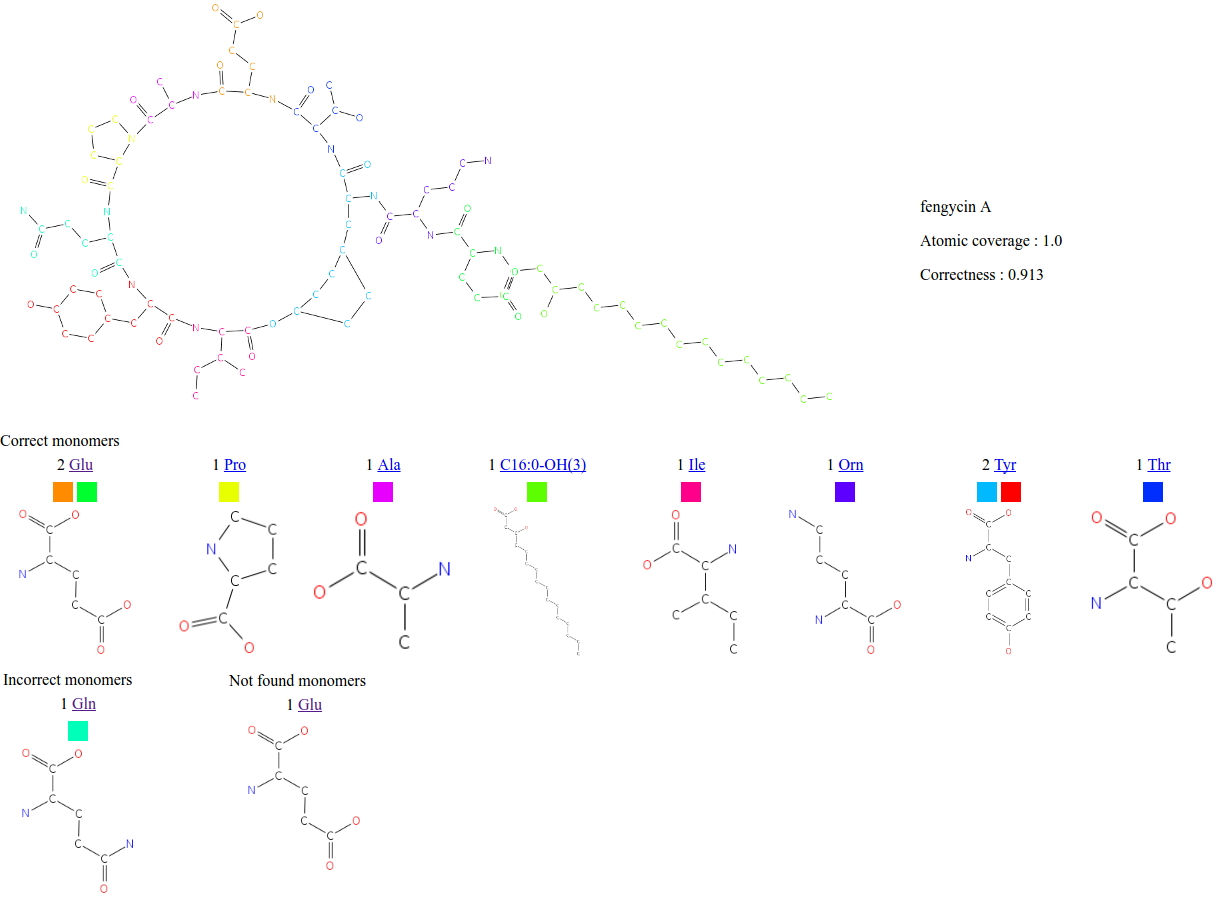 fengycin A
Atomic coverage : 1.0
Correctness : 0.913
Correct monomers
2 Glu
1 Pro
1 Ala
1 C16:0-OH(3)
1 Ile
1 Orn
2 Tyr
1 Thr
Incorrect monomers
Not found monomers
1 Gln
1 Glu